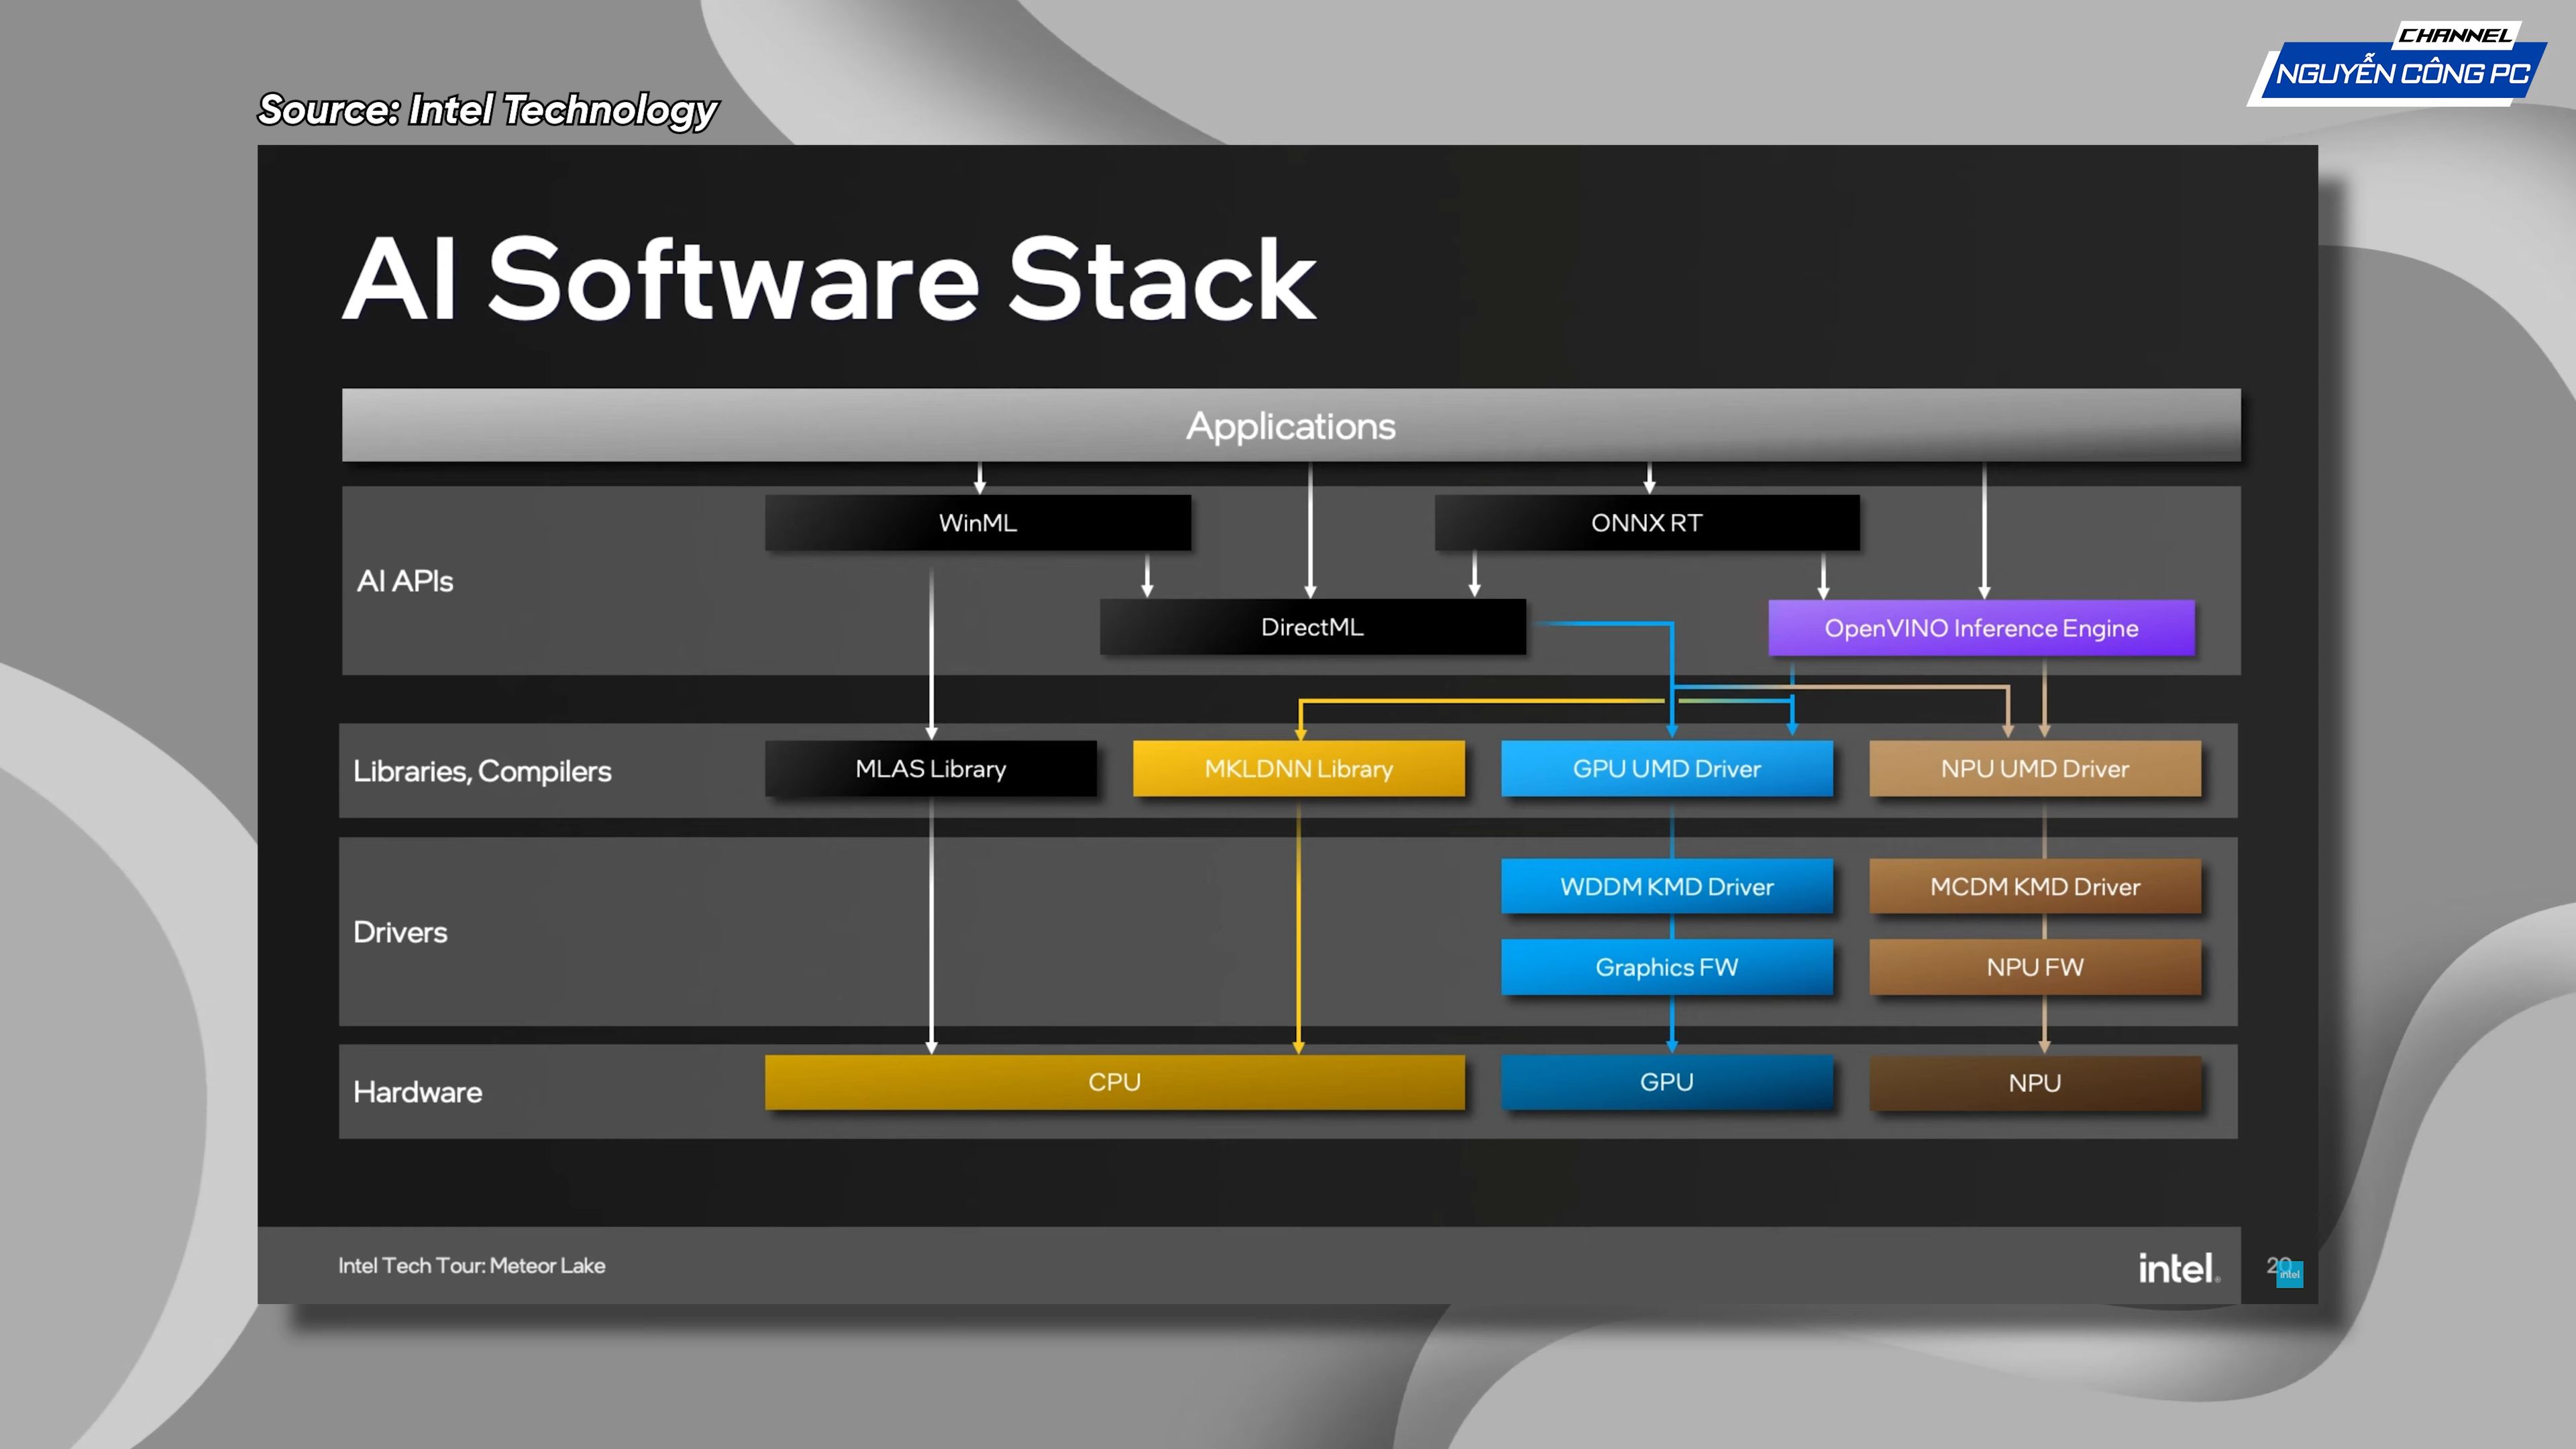 CHANNEL
NGUYỄN CÔNG PC
Source: Intel Technology
AI Software Stack
Applications
WinML
ONNX RT
AI APIs
DirectML
OpenVINO Inference Engine
Libraries, Compilers
MLAS Library
MKLDNN Library
GPU UMD Driver
NPU UMD Driver
WDDM KMD Driver
MCDM KMD Driver
Drivers
Graphics FW
NPU FW
Hardware
CPU
GPU
NPU
Intel Tech Tour: Meteor Lake
intel.
20
intel